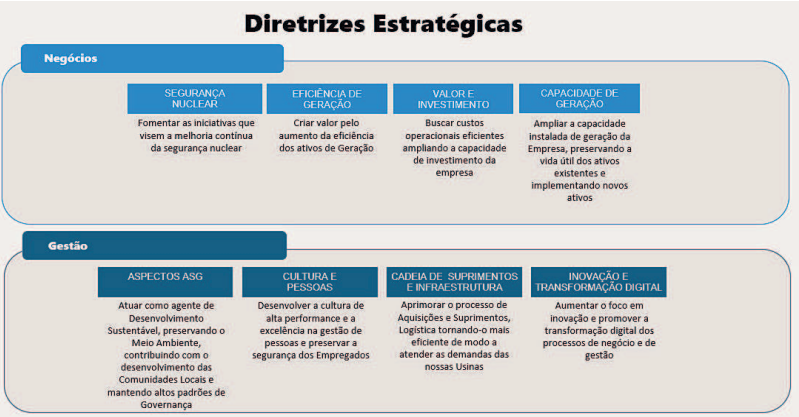 Diretrizes Estratégicas
Negócios
SEGURANÇA
NUCLEAR
Fomentar as iniciativas que
visem a melhoria contínua
da segurança nuclear
EFICIÊNCIA DE
GERAÇÃO
Criar valor pelo
aumento da eficiência
dos ativos de Geração
VALOR E
INVESTIMENTO
Buscar custos
operacionais eficientes
ampliando a capacidade
de investimento da
empresa
CAPACIDADE DE
GERAÇÃO
Ampliar a capacidade
instalada de geração da
Empresa, preservando a
vida útil dos ativos
existentes e
implementando novos
ativos
Gestão
ASPECTOS ASG
Atuar como agente de
Desenvolvimento
Sustentável, preservando o
Meio Ambiente,
contribuindo com o
desenvolvimento das
Comunidades Locais e
mantendo altos padrões de
Governança
CULTURA E
PESSOAS
Desenvolver a cultura de
alta performance e a
excelência na gestão de
pessoas e preservar a
segurança dos Empregados
CADEIA DE SUPRIMENTOS
E INFRAESTRUTURA
Aprimorar o processo de
Aquisições e Suprimentos,
Logística tornando-o mais
eficiente de modo a
atender as demandas das
nossas Usinas
INOVAÇÃO E
TRANSFORMAÇÃO DIGITAL
Aumentar o foco em
inovação e promover a
transformação digital dos
processos de negócio e de
gestão